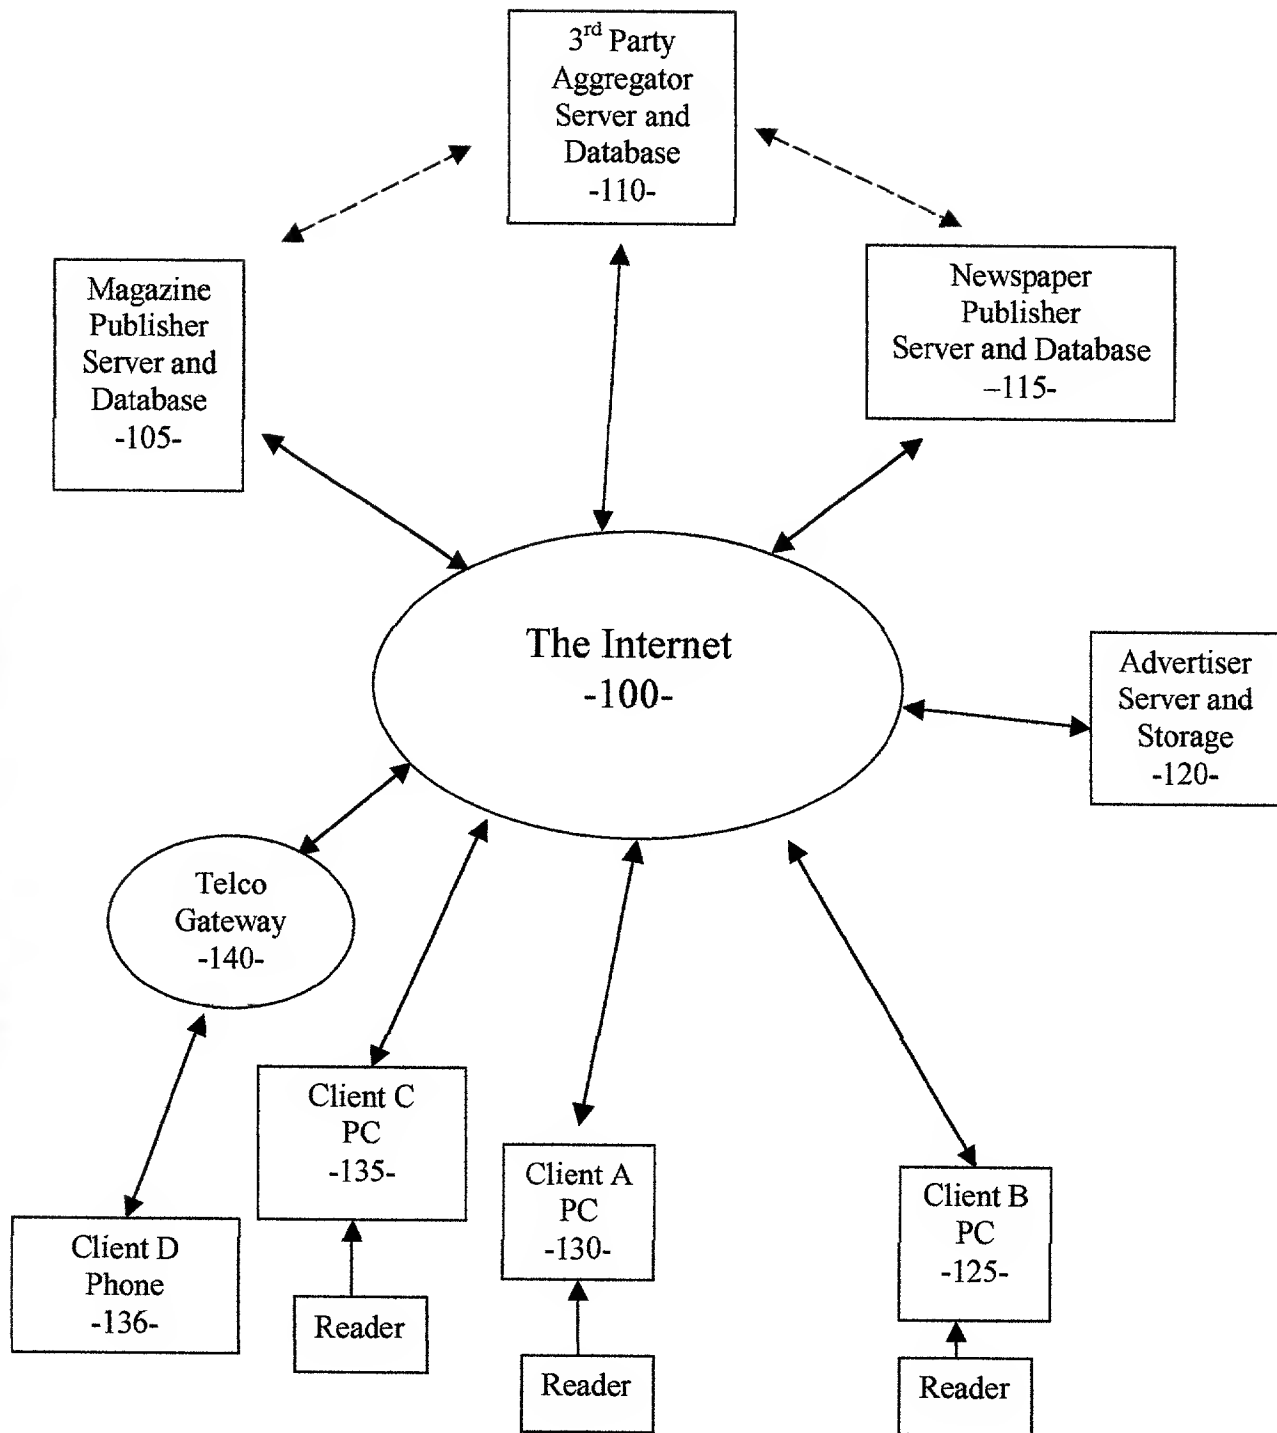 3rd Party
Aggregator
Server and
Database
-110-
Magazine
Publisher
Server and
Database
-105-
Newspaper
Publisher
Server and Database
–115-
The Internet
-100-
Advertiser
Server and
Storage
-120-
Telco
Gateway
-140-
Client C
PC
-135-
Client A
PC
-130-
Client B
PC
-125-
Client D
Phone
-136-
Reader
Reader
Reader